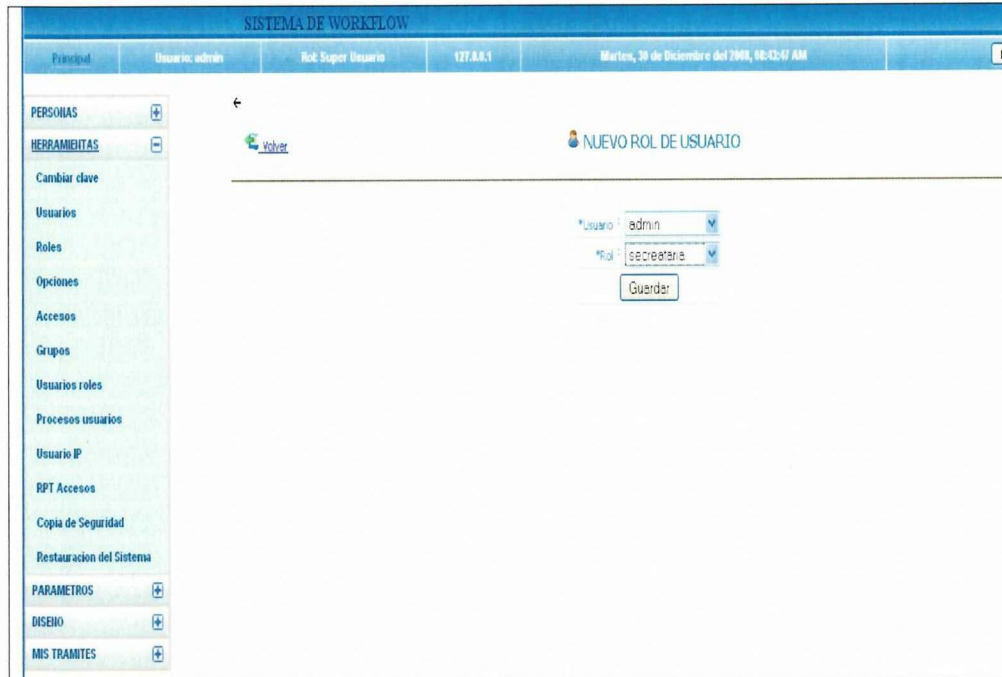 SISTEMA DE WORKFLOW
Principal Usuario: admin Rol: Super Usuario 127.0.0.1 Martes, 30 de Diciembre del 2008, 08:43:47 AM
PERSONAS
HERRAMIENTAS
Cambiar clave
Usuarios
Roles
Opciones
Accesos
Grupos
Usuarios roles
Procesos usuarios
Usuario IP
RPT Accesos
Copia de Seguridad
Restauracion del Sistema
PARAMETROS
DISEÑO
MIS TRAMITES
Volver
NUEVO ROL DE USUARIO
*Usuario : admin
*Rol : secreataria
Guardar